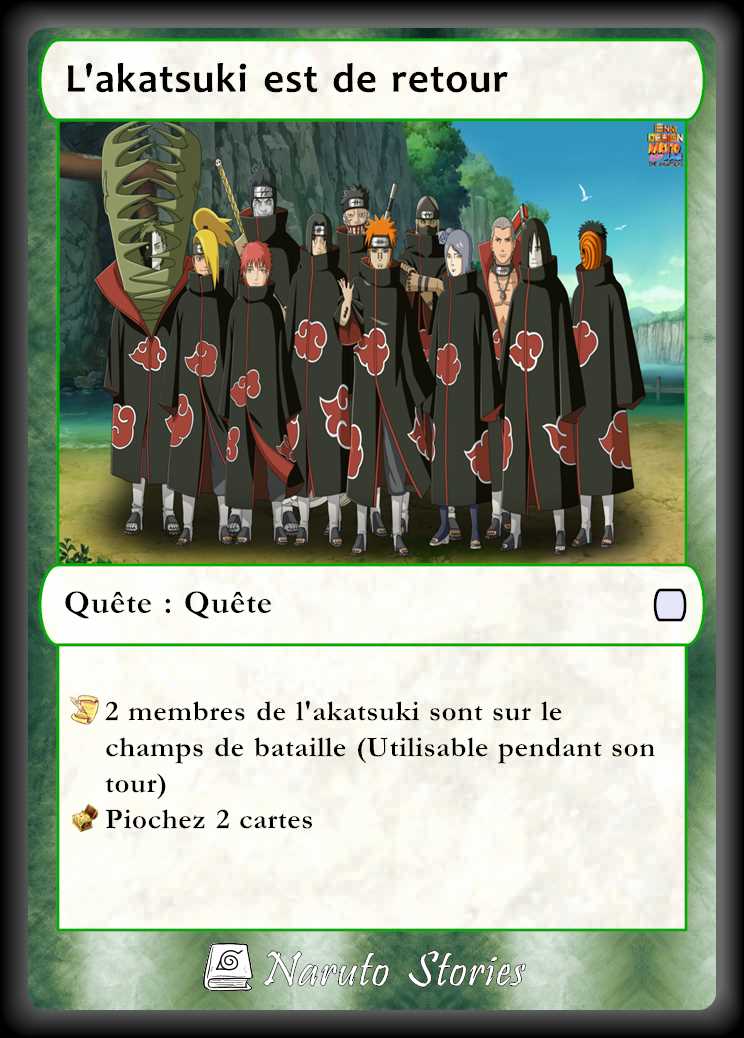 L'akatsuki est de retour
Quête : Quête
2 membres de l'akatsuki sont sur le
champs de bataille (Utilisable pendant son
tour)
Piochez 2 cartes
Naruto Stories